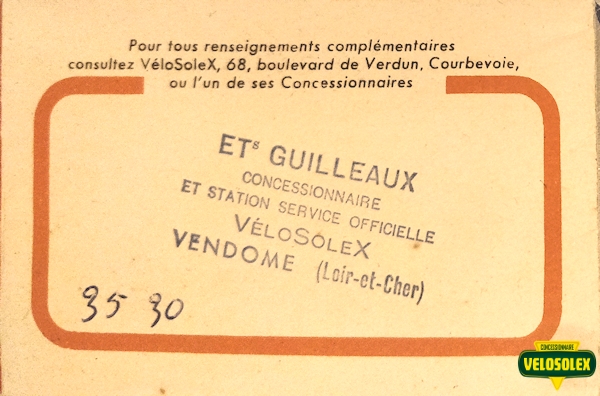 Pour tous renseignements complémentaires
consultez VéloSoleX, 68, boulevard de Verdun, Courbevoie,
ou l'un de ses Concessionnaires
ETS GUILLEAUX
CONCESSIONNAIRE
ET STATION SERVICE OFFICIELLE
VÉLOSOLEX
VENDOME (Loir-et-Cher)
35 30
CONCESSIONNAIRE
VELOSOLEX